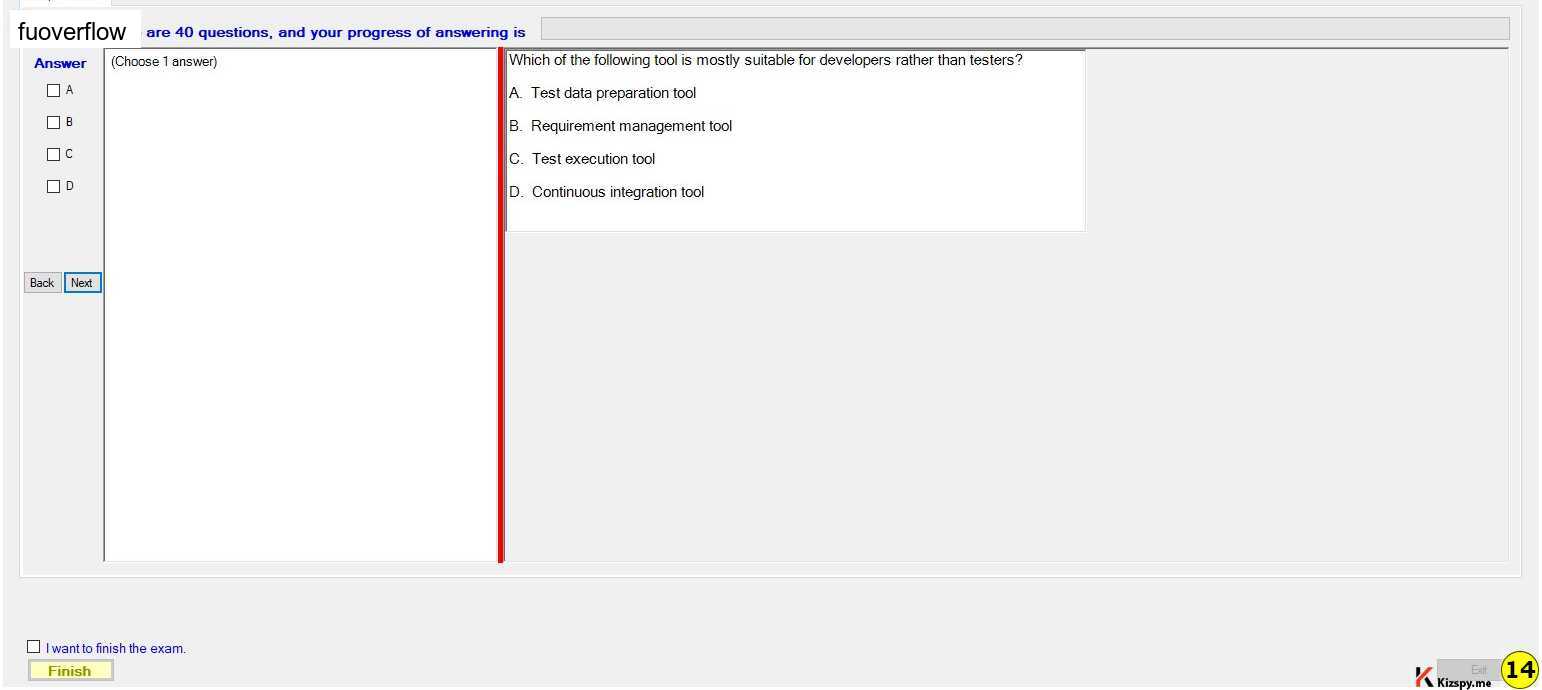 fuoverflow are 40 questions, and your progress of answering is
Answer
(Choose 1 answer)
A
B
C
D
Back Next
Which of the following tool is mostly suitable for developers rather than testers?
A. Test data preparation tool
B. Requirement management tool
C. Test execution tool
D. Continuous integration tool
I want to finish the exam.
Finish
Exit
Kizspy.me
14